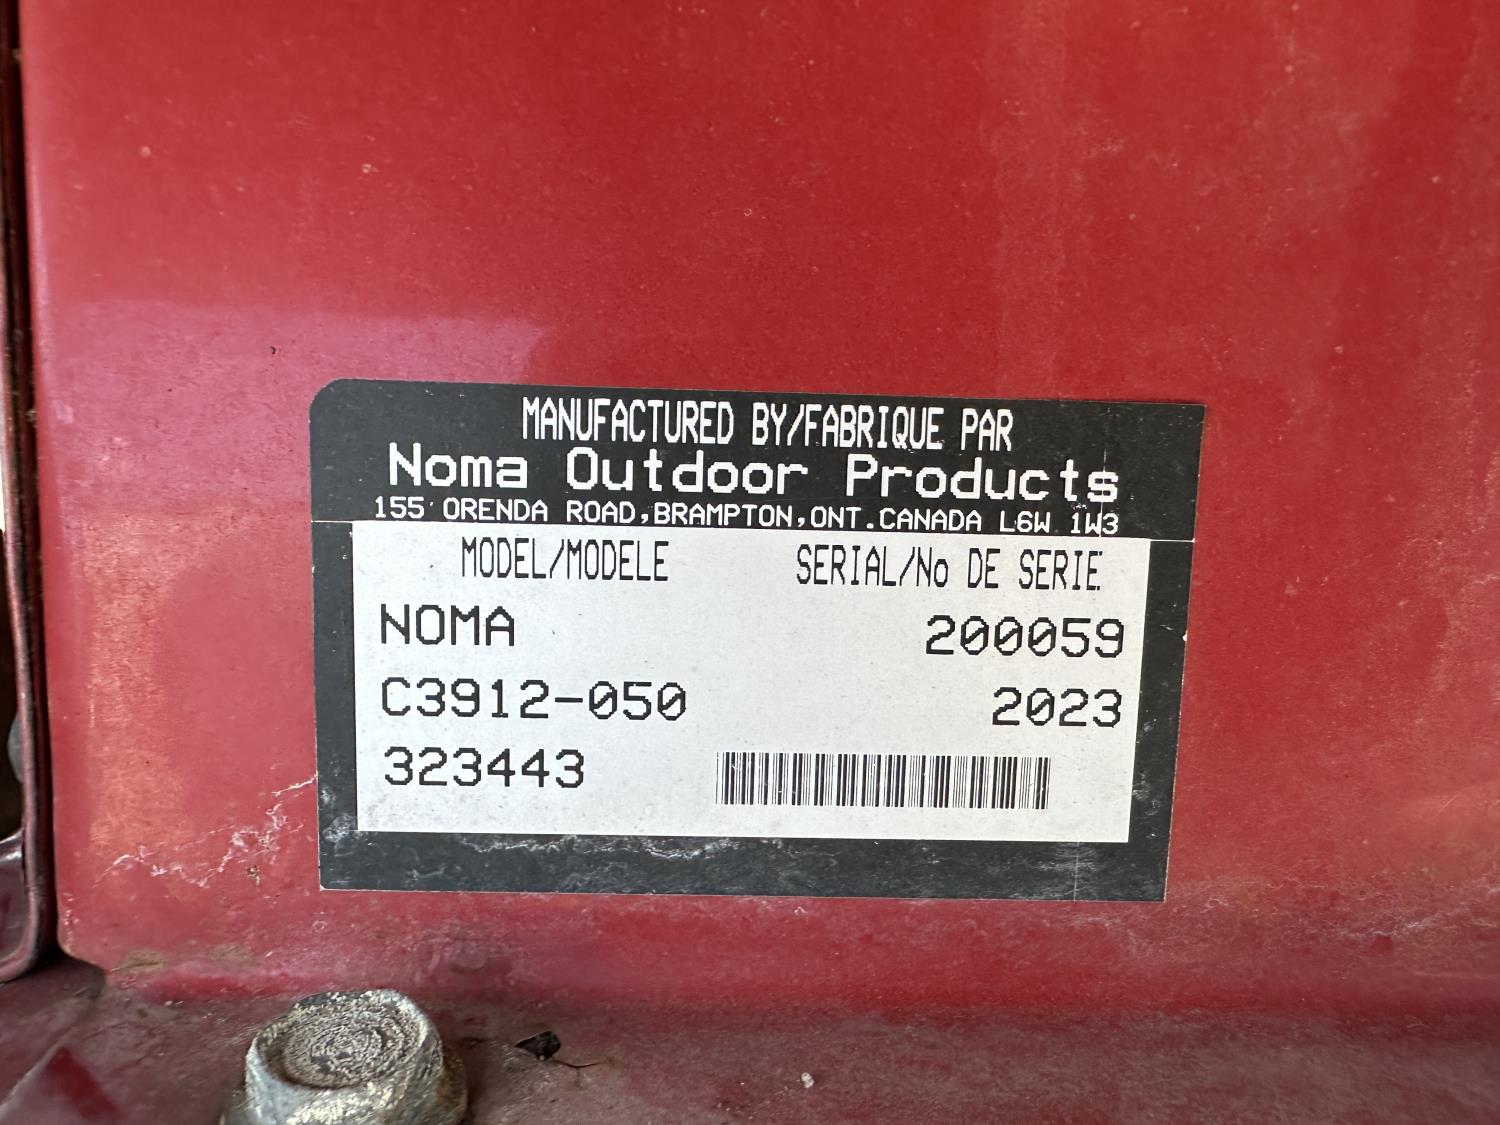 MANUFACTURED BY/FABRIQUE PAR
Noma Outdoor Products
155 ORENDA ROAD,BRAMPTON,ONT.CANADA L6W 1W3
MODEL/MODELE SERIAL/No DE SERIE
NOMA 200059
C3912-050 2023
323443